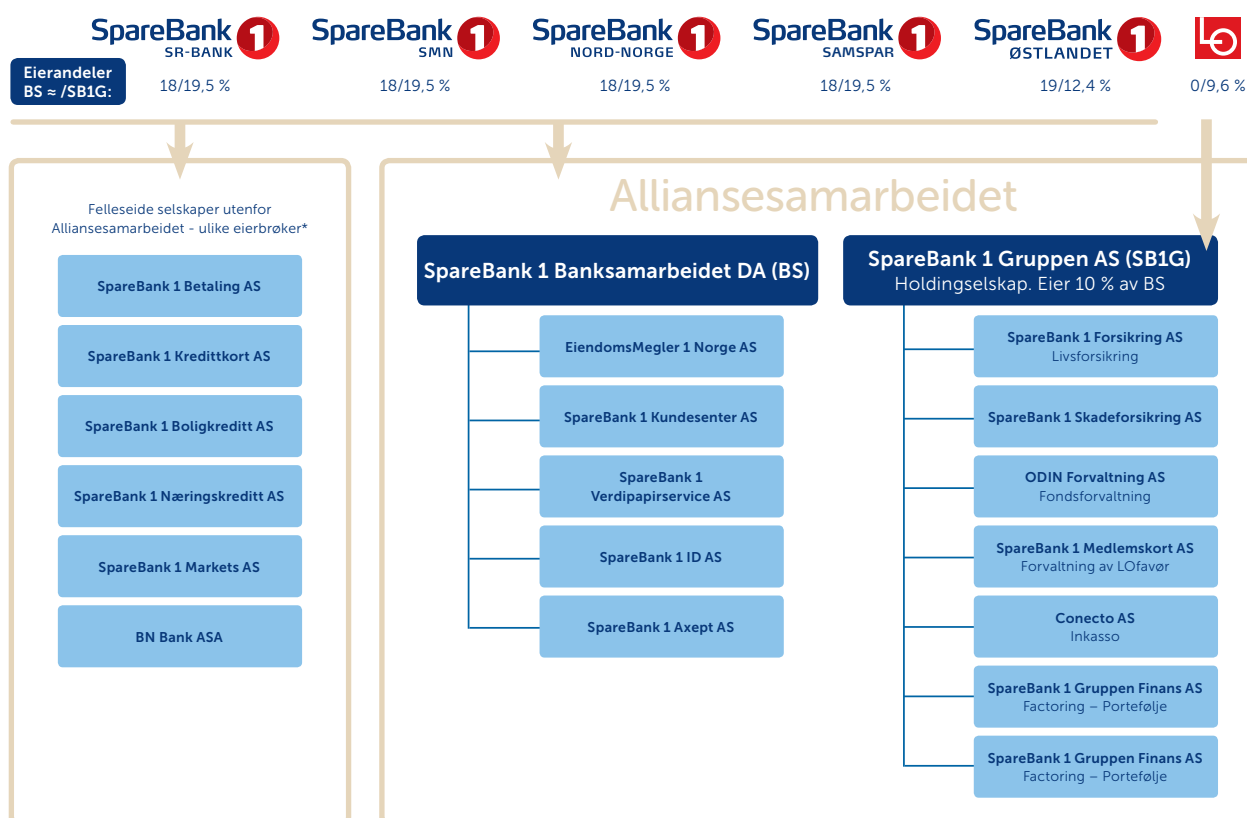 SpareBank 1
SR-BANK
SpareBank 1
SMN
SpareBank 1
NORD-NORGE
SpareBank 1
SAMSPAR
SpareBank 1
ØSTLANDET
LO
Eierandeler
BS ≈ /SB1G:
18/19,5 %
18/19,5 %
18/19,5 %
18/19,5 %
19/12,4 %
0/9,6 %
Felleseide selskaper utenfor
Alliansesamarbeidet - ulike eierbrøker*
SpareBank 1 Betaling AS
SpareBank 1 Kredittkort AS
SpareBank 1 Boligkreditt AS
SpareBank 1 Næringskreditt AS
SpareBank 1 Markets AS
BN Bank ASA
Alliansesamarbeidet
SpareBank 1 Banksamarbeidet DA (BS)
EiendomsMegler 1 Norge AS
SpareBank 1 Kundesenter AS
SpareBank 1
Verdipapirservice AS
SpareBank 1 ID AS
SpareBank 1 Axept AS
SpareBank 1 Gruppen AS (SB1G)
Holdingselskap. Eier 10 % av BS
SpareBank 1 Forsikring AS
Livsforsikring
SpareBank 1 Skadeforsikring AS
ODIN Forvaltning AS
Fondsforvaltning
SpareBank 1 Medlemskort AS
Forvaltning av LOfavør
Conecto AS
Inkasso
SpareBank 1 Gruppen Finans AS
Factoring – Portefølje
SpareBank 1 Gruppen Finans AS
Factoring – Portefølje